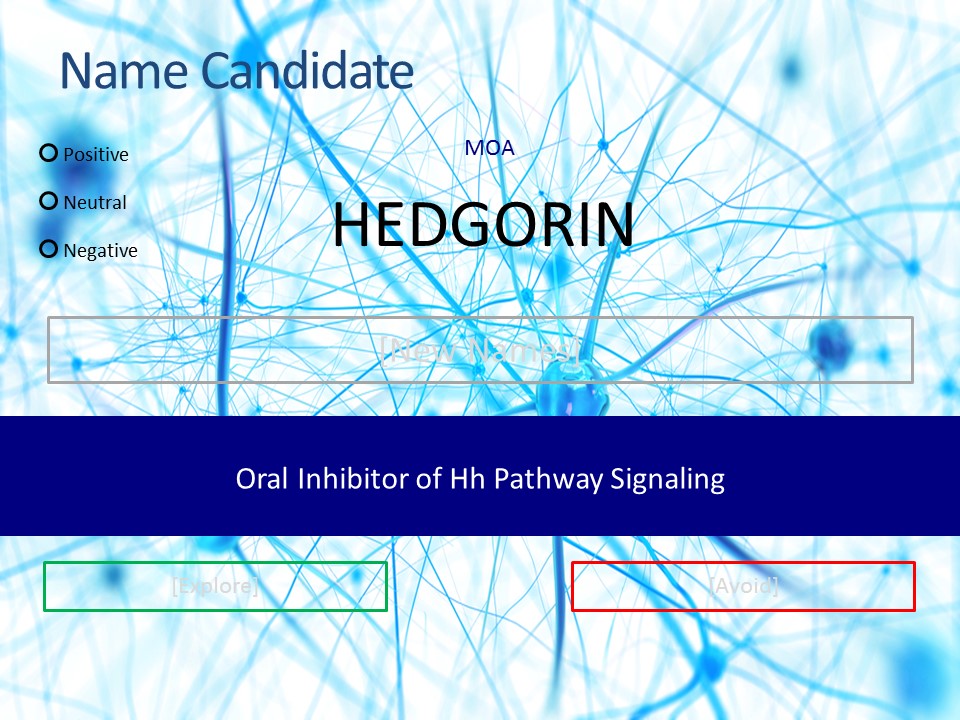 Name Candidate
Positive
Neutral
Negative
MOA
HEDGORIN
[New Names]
Oral Inhibitor of Hh Pathway Signaling
[Explore]
[Avoid]